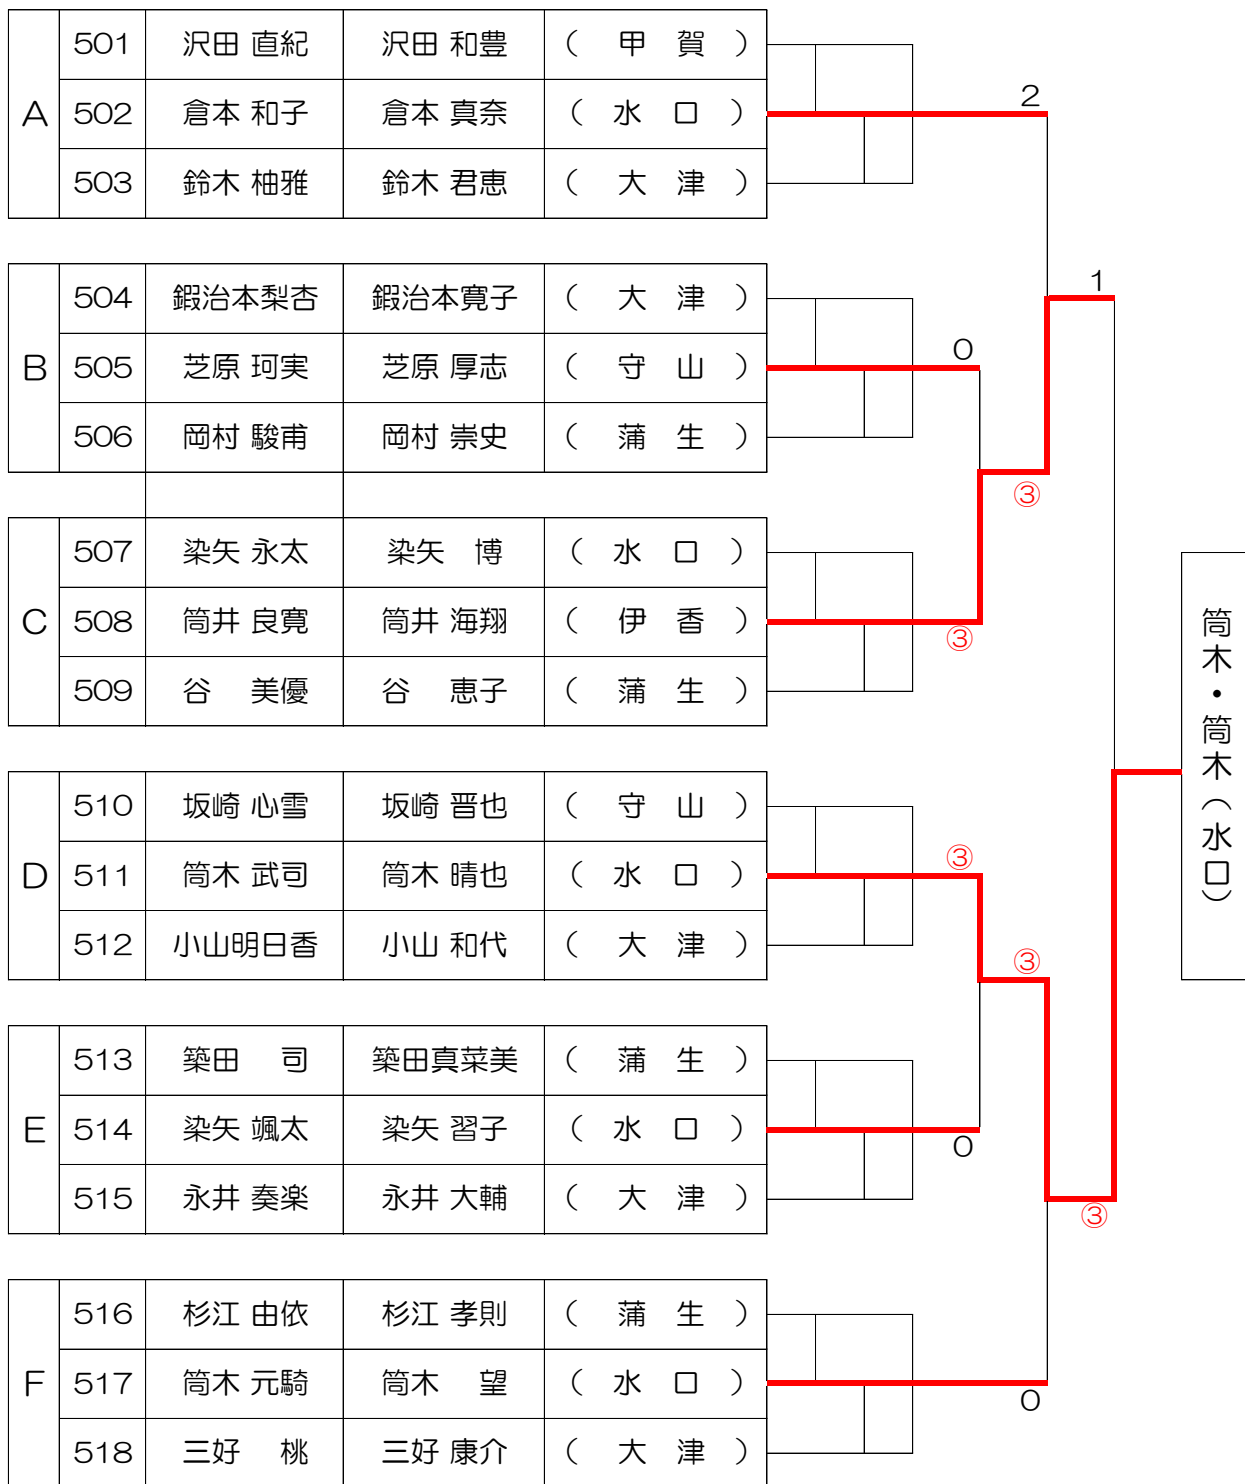 A
501 沢田 直紀 沢田 和豊 ( 甲 賀 )
502 倉本 和子 倉本 真奈 ( 水 口 )
503 鈴木 柚雅 鈴木 君恵 ( 大 津 )
2
B
504 鍜治本梨杏 鍜治本寛子 ( 大 津 )
505 芝原 珂実 芝原 厚志 ( 守 山 )
506 岡村 駿甫 岡村 崇史 ( 蒲 生 )
1
0
③
C
507 染矢 永太 染矢 博 ( 水 口 )
508 筒井 良寛 筒井 海翔 ( 伊 香 )
509 谷 美優 谷 恵子 ( 蒲 生 )
③
筒木・筒木(水口)
D
510 坂崎 心雪 坂崎 晋也 ( 守 山 )
511 筒木 武司 筒木 晴也 ( 水 口 )
512 小山明日香 小山 和代 ( 大 津 )
③
③
E
513 築田 司 築田真菜美 ( 蒲 生 )
514 染矢 颯太 染矢 習子 ( 水 口 )
515 永井 奏楽 永井 大輔 ( 大 津 )
0
③
F
516 杉江 由依 杉江 孝則 ( 蒲 生 )
517 筒木 元騎 筒木 望 ( 水 口 )
518 三好 桃 三好 康介 ( 大 津 )
0